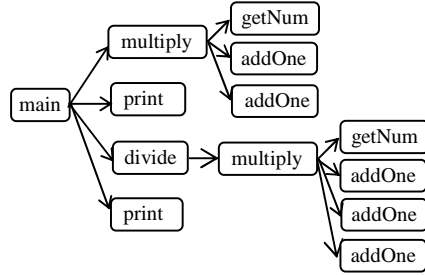 getNum
multiply
addOne
addOne
main
print
getNum
divide
multiply
addOne
addOne
print
addOne